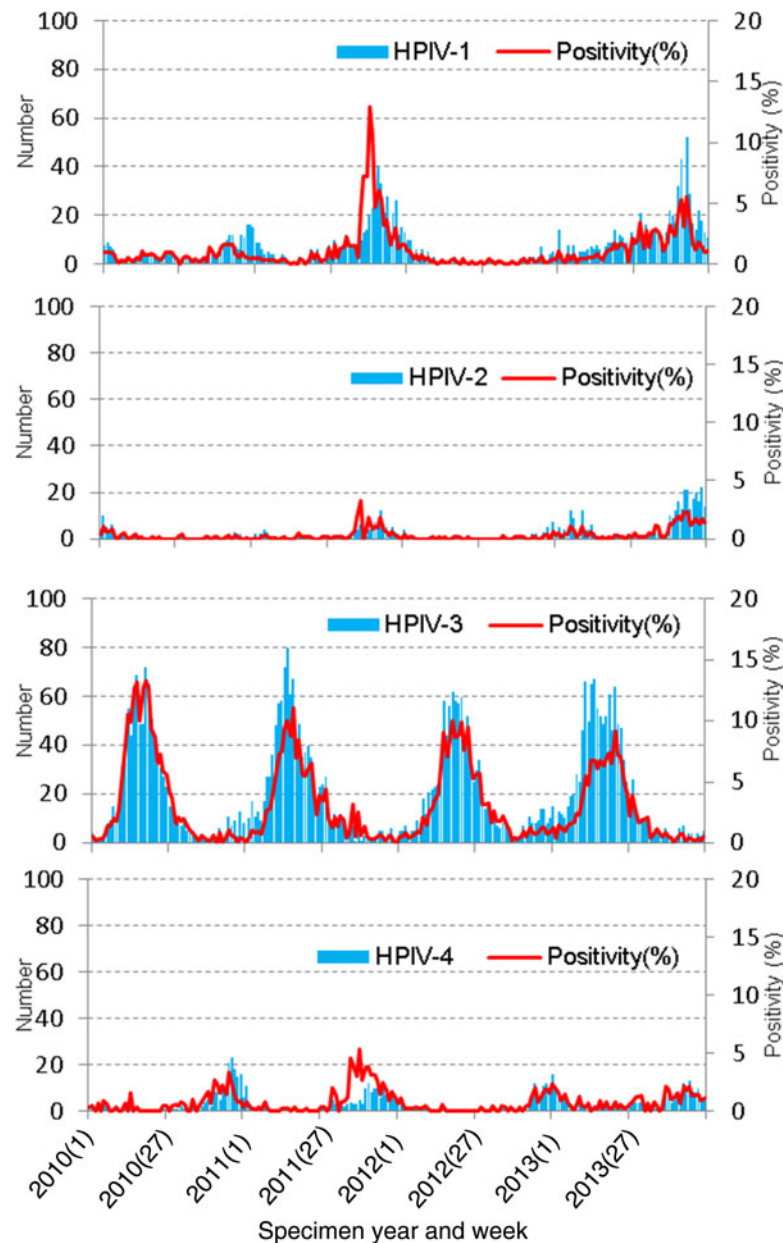 100 20
HPIV-1 Positivity(%)
80
15
60
10
40
5
20
0 0
Number
Positivity (%)
100 20
HPIV-2 Positivity(%)
80
15
60
10
40
5
20
0 0
Number
Positivity (%)
100 20
HPIV-3 Positivity(%)
80
15
60
10
40
5
20
0 0
Number
Positivity (%)
100 20
80
15
HPIV-4 Positivity(%)
60
10
40
5
20
0 0
Number
Positivity (%)
2010(1) 2010(27) 2011(1) 2011(27) 2012(1) 2012(27) 2013(1) 2013(27)
Specimen year and week